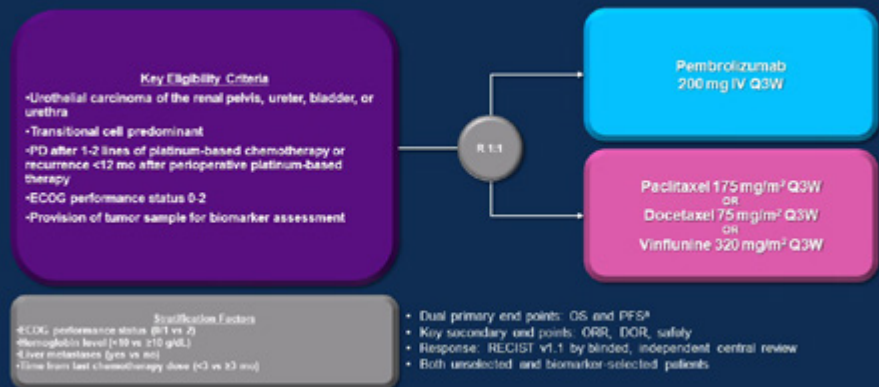 Key Eligibility Criteria
•Urothelial carcinoma of the renal pelvis, ureter, bladder, or
urethra
•Transitional cell predominant
•PD after 1-2 lines of platinum-based chemotherapy or
recurrence <12 mo after perioperative platinum-based
therapy
•ECOG performance status 0-2
•Provision of tumor sample for biomarker assessment
R 1:1
Pembrolizumab
200 mg IV Q3W
Paclitaxel 175 mg/m² Q3W
OR
Docetaxel 75 mg/m² Q3W
OR
Vinflunine 320 mg/m² Q3W
Stratification Factors
•ECOG performance status (0/1 vs 2)
•Hemoglobin level (<10 vs ≥10 g/dL)
•Liver metastases (yes vs no)
•Time from last chemotherapy dose (<3 vs ≥3 mo)
• Dual primary end points: OS and PFSª
• Key secondary end points: ORR, DOR, safety
• Response: RECIST v1.1 by blinded, independent central review
• Both unselected and biomarker-selected patients